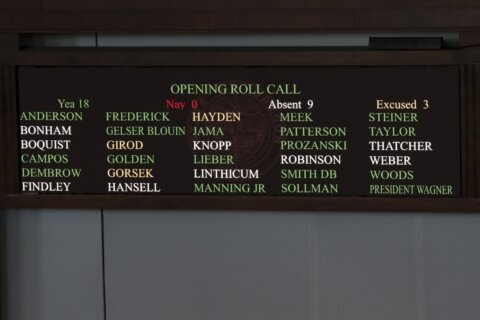 OPENING ROLL CALL
Yea 18 Nay 0 Absent 9 Excused 3
ANDERSON FREDERICK HAYDEN MEEK STEINER
BONHAM GELSER BLOUIN JAMA PATTERSON TAYLOR
BOQUIST GIROD KNOPP PROZANSKI THATCHER
CAMPOS GOLDEN LIEBER ROBINSON WEBER
DEMBROW GORSEK LINTHICUM SMITH DB WOODS
FINDLEY HANSELL MANNING JR SOLLMAN PRESIDENT WAGNER